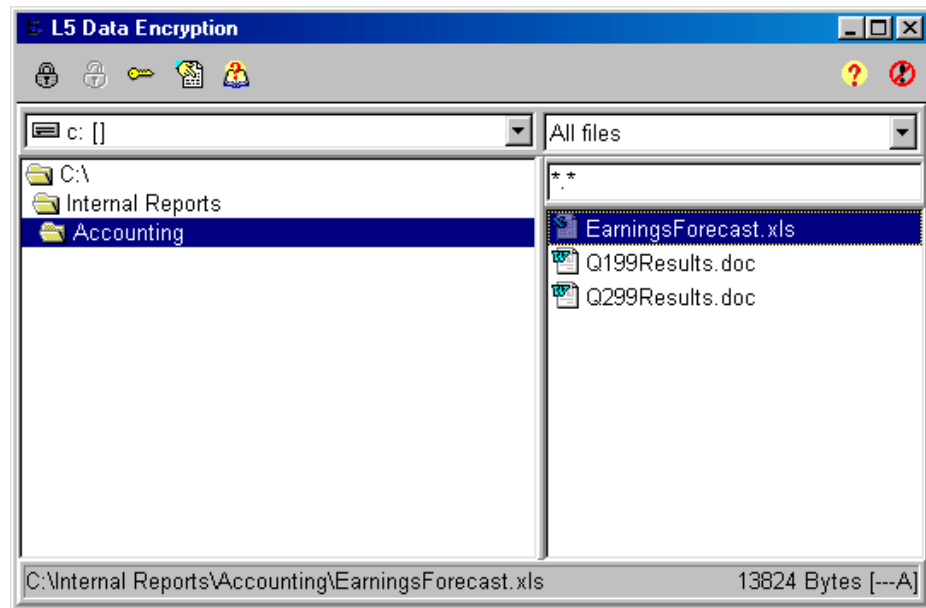 L5 Data Encryption
c: []
All files
C:\
*.*
Internal Reports
Accounting
EarningsForecast.xls
Q199Results.doc
Q299Results.doc
C:\Internal Reports\Accounting\EarningsForecast.xls 13824 Bytes [---A]